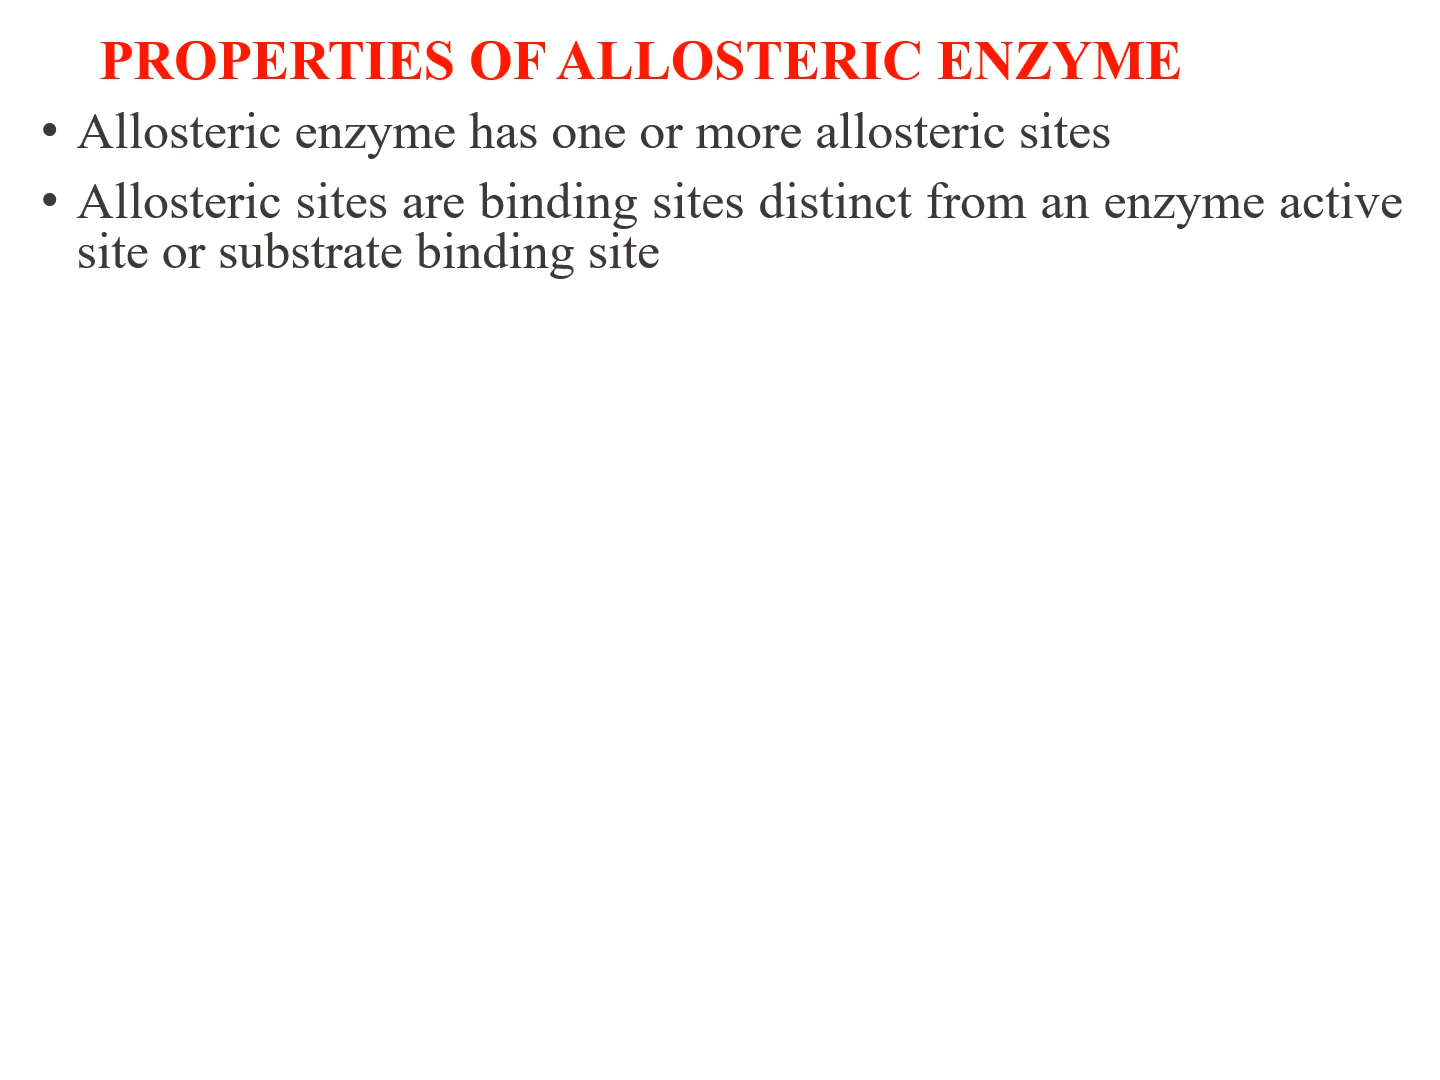 PROPERTIES OF ALLOSTERIC ENZYME
• Allosteric enzyme has one or more allosteric sites
• Allosteric sites are binding sites distinct from an enzyme active
site or substrate binding site